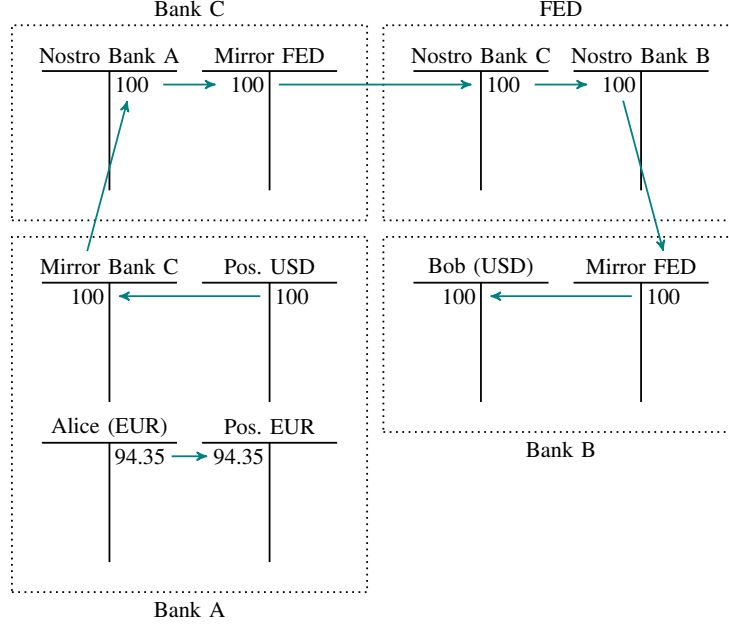 Bank C
FED
Nostro Bank A Mirror FED
100 100
Nostro Bank C Nostro Bank B
100 100
Mirror Bank C Pos. USD
100 100
Bob (USD) Mirror FED
100 100
Alice (EUR) Pos. EUR
94.35 94.35
Bank B
Bank A